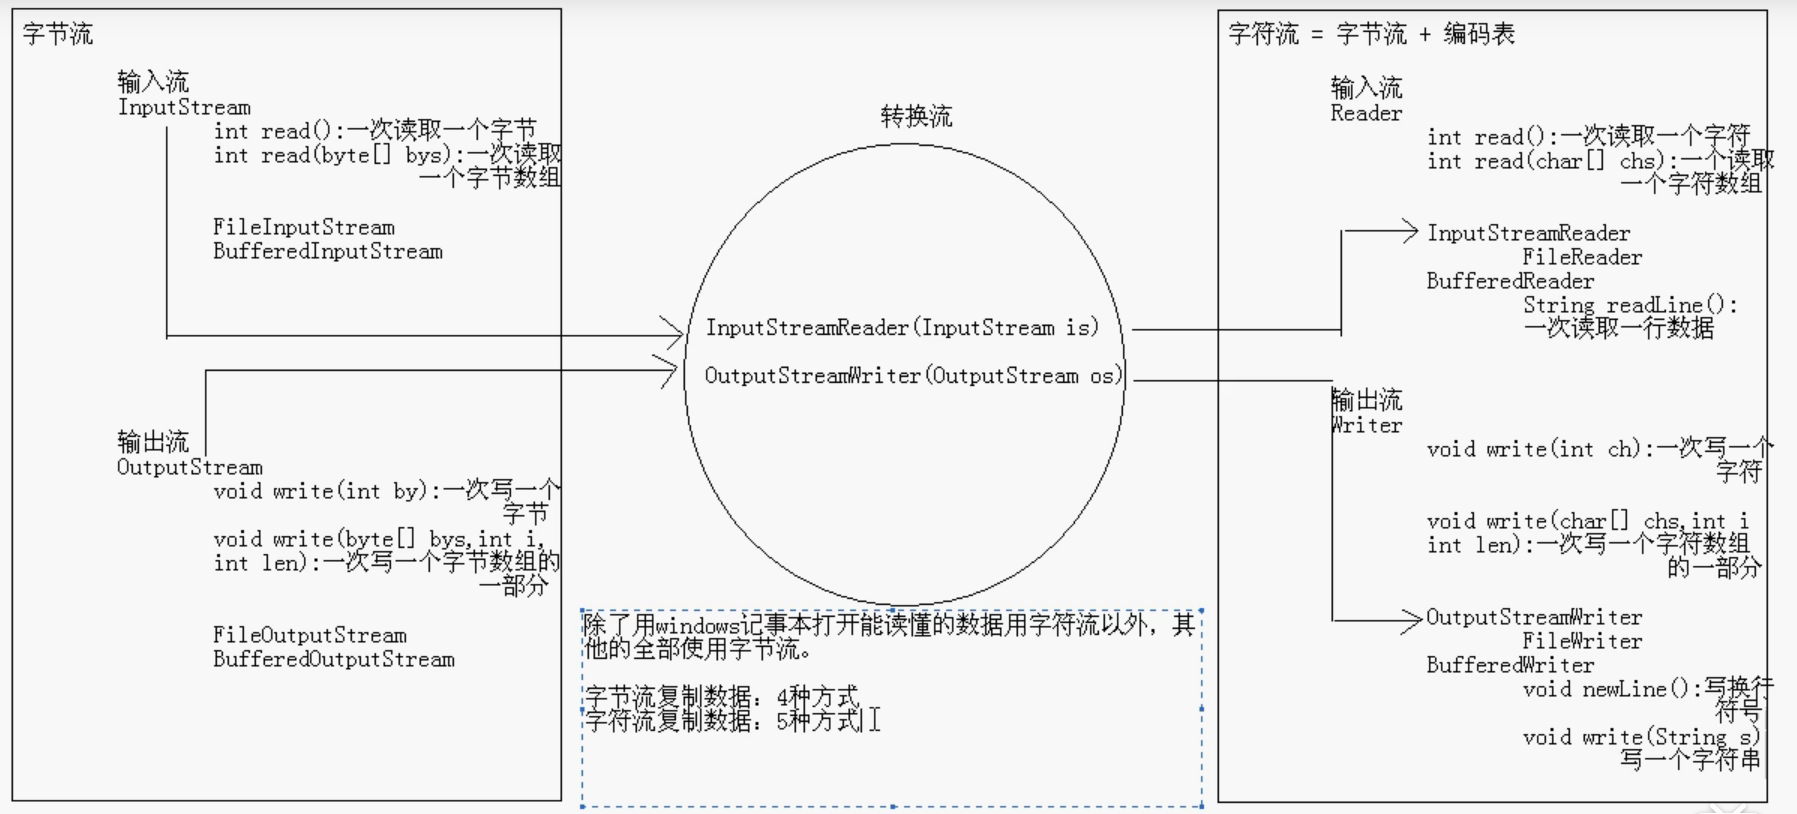 字节流
输入流
InputStream
int read():一次读取一个字节
int read(byte[] bys):一次读取
一个字节数组
FileInputStream
BufferedInputStream
输出流
OutputStream
void write(int by):一次写一个
字节
void write(byte[] bys,int i,
int len):一次写一个字节数组的
一部分
FileOutputStream
BufferedOutputStream
转换流
InputStreamReader(InputStream is)
OutputStreamWriter(OutputStream os)
除了用windows记事本打开能读懂的数据用字符流以外，其
他的全部使用字节流。
字节流复制数据：4种方式
字符流复制数据：5种方式
字符流 = 字节流 + 编码表
输入流
Reader
int read():一次读取一个字符
int read(char[] chs):一个读取
一个字符数组
InputStreamReader
FileReader
BufferedReader
String readLine():
一次读取一行数据
输出流
Writer
void write(int ch):一次写一个
字符
void write(char[] chs,int i
int len):一次写一个字符数组
的一部分
OutputStreamWriter
FileWriter
BufferedWriter
void newLine():写换行
符号
void write(String s)
写一个字符串